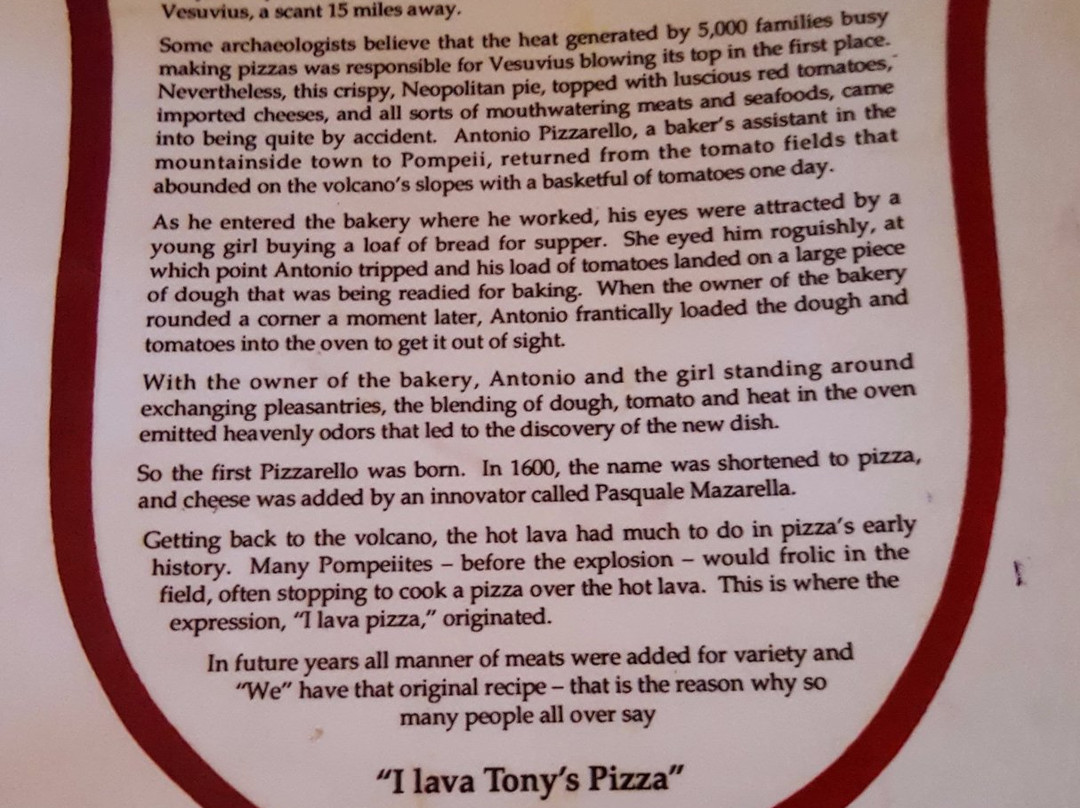 Vesuvius, a scant 15 miles away.
Some archaeologists believe that the heat generated by 5,000 families busy
making pizzas was responsible for Vesuvius blowing its top in the first place.
Nevertheless, this crispy, Neopolitan pie, topped with luscious red tomatoes,
imported cheeses, and all sorts of mouthwatering meats and seafoods, came
into being quite by accident. Antonio Pizzarello, a baker's assistant in the
mountainside town to Pompeii, returned from the tomato fields that
abounded on the volcano's slopes with a basketful of tomatoes one day.
As he entered the bakery where he worked, his eyes were attracted by a
young girl buying a loaf of bread for supper. She eyed him roguishly, at
which point Antonio tripped and his load of tomatoes landed on a large piece
of dough that was being readied for baking. When the owner of the bakery
rounded a corner a moment later, Antonio frantically loaded the dough and
tomatoes into the oven to get it out of sight.
With the owner of the bakery, Antonio and the girl standing around
exchanging pleasantries, the blending of dough, tomato and heat in the oven
emitted heavenly odors that led to the discovery of the new dish.
So the first Pizzarello was born. In 1600, the name was shortened to pizza,
and cheese was added by an innovator called Pasquale Mazarella.
Getting back to the volcano, the hot lava had much to do in pizza's early
history. Many Pompeiites – before the explosion – would frolic in the
field, often stopping to cook a pizza over the hot lava. This is where the
expression, "I lava pizza," originated.
In future years all manner of meats were added for variety and
"We" have that original recipe – that is the reason why so
many people all over say
"I lava Tony's Pizza"